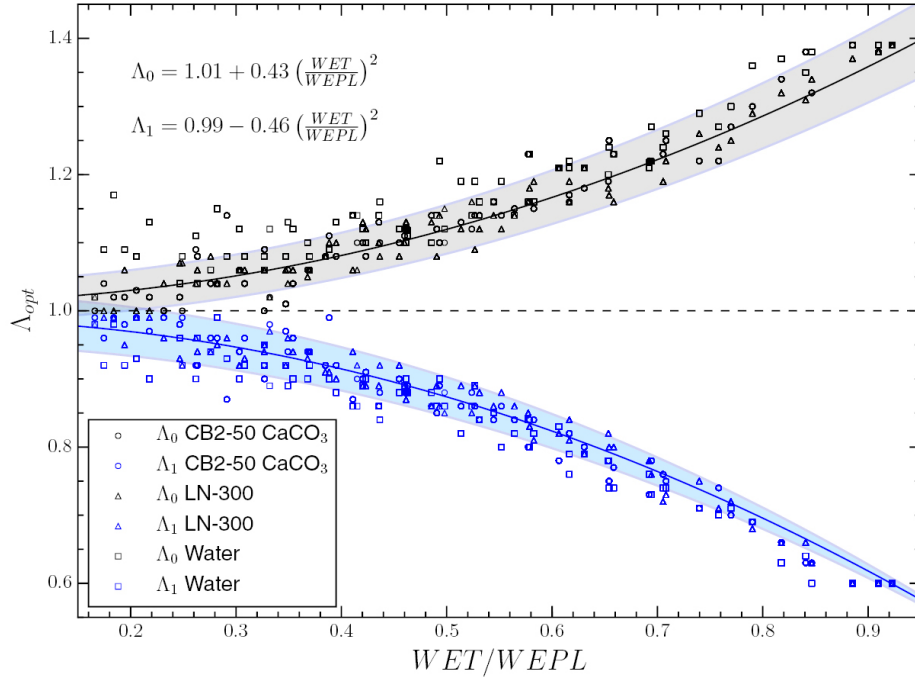 Λ₀ = 1.01 + 0.43 (WET/WEPL)²
Λ₁ = 0.99 − 0.46 (WET/WEPL)²
Λopt
1.4
1.2
1.0
0.8
0.6
Λ₀ CB2-50 CaCO₃
Λ₁ CB2-50 CaCO₃
Λ₀ LN-300
Λ₁ LN-300
Λ₀ Water
Λ₁ Water
0.2 0.3 0.4 0.5 0.6 0.7 0.8 0.9
WET/WEPL